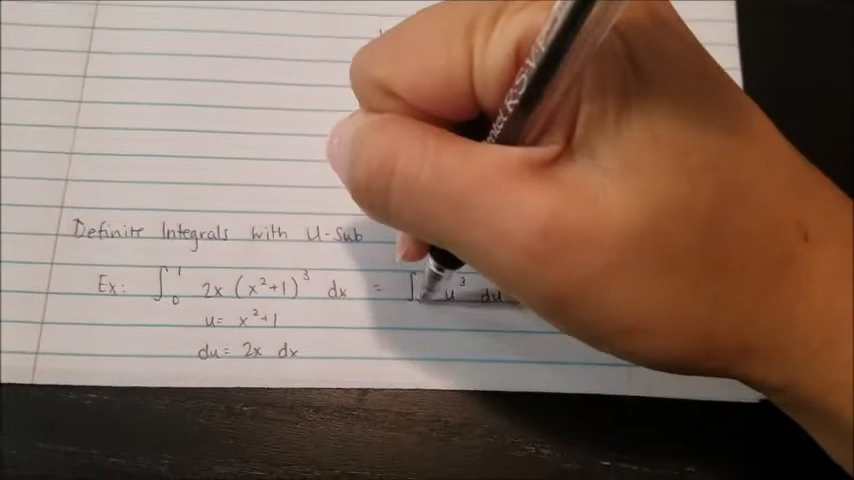 Definite Integrals with U-Sub
Ex: ∫₀¹ 2x (x²+1)³ dx = ∫ u³ du
u= x²+1
du= 2x dx
R.S.V.P.